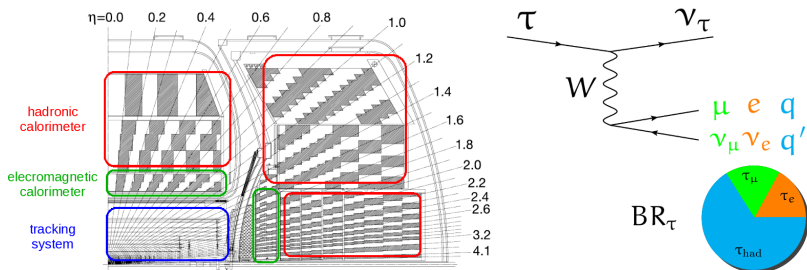 η=0.0 0.2 0.4 0.6 0.8 1.0
1.2
1.4
1.6
1.8
2.0
2.2
2.4
2.6
3.2
4.1
hadronic
calorimeter
elecromagnetic
calorimeter
tracking
system
τ ν_τ
W
μ e q
ν_μ ν_e q′
BR_τ
τ_μ
τ_e
τ_had